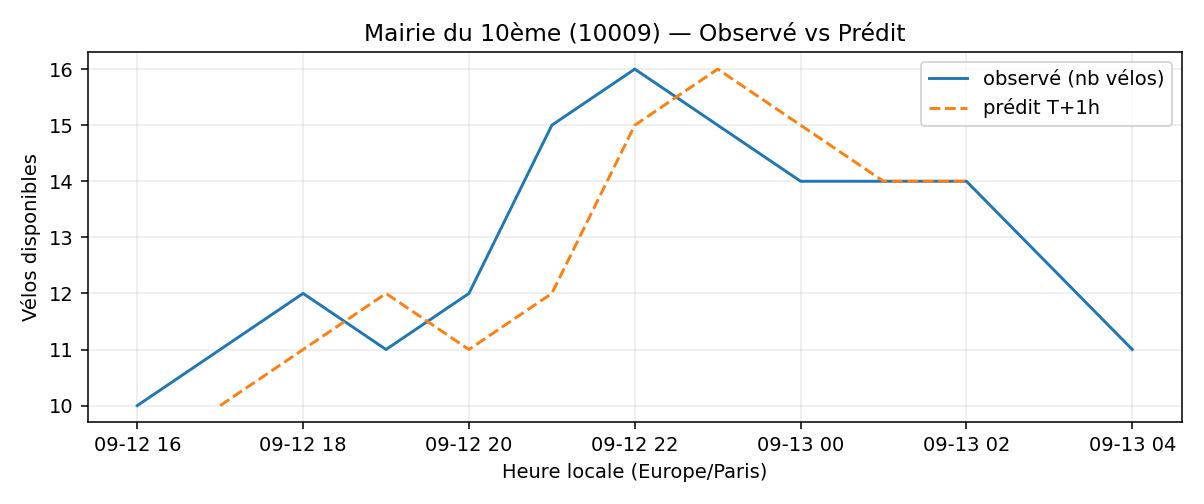 Mairie du 10ème (10009) — Observé vs Prédit
observé (nb vélos)
prédit T+1h
Vélos disponibles
16
15
14
13
12
11
10
09-12 16
09-12 18
09-12 20
09-12 22
09-13 00
09-13 02
09-13 04
Heure locale (Europe/Paris)